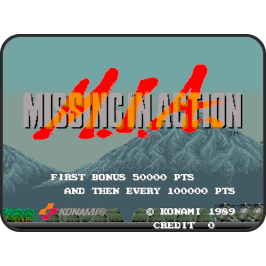 MISSING IN ACTION
M.I.A.
TM
FIRST BONUS 50000 PTS
AND THEN EVERY 100000 PTS
KONAMI® © KONAMI 1989
CREDIT 0